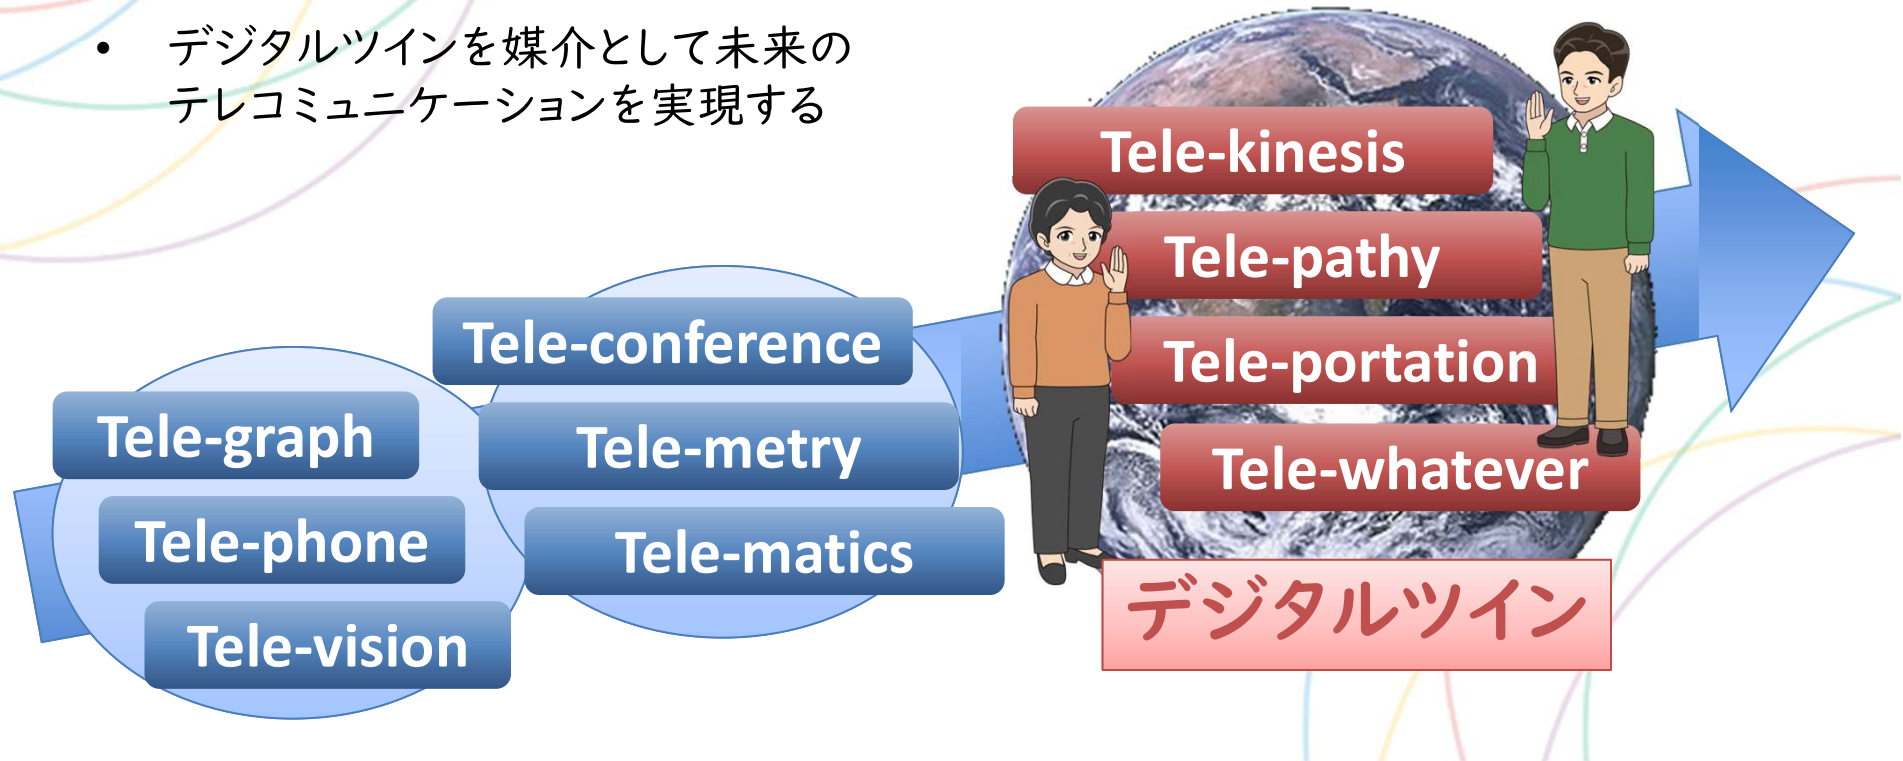 • デジタルツインを媒介として未来の
テレコミュニケーションを実現する
Tele-graph
Tele-phone
Tele-vision
Tele-conference
Tele-metry
Tele-matics
Tele-kinesis
Tele-pathy
Tele-portation
Tele-whatever
デジタルツイン